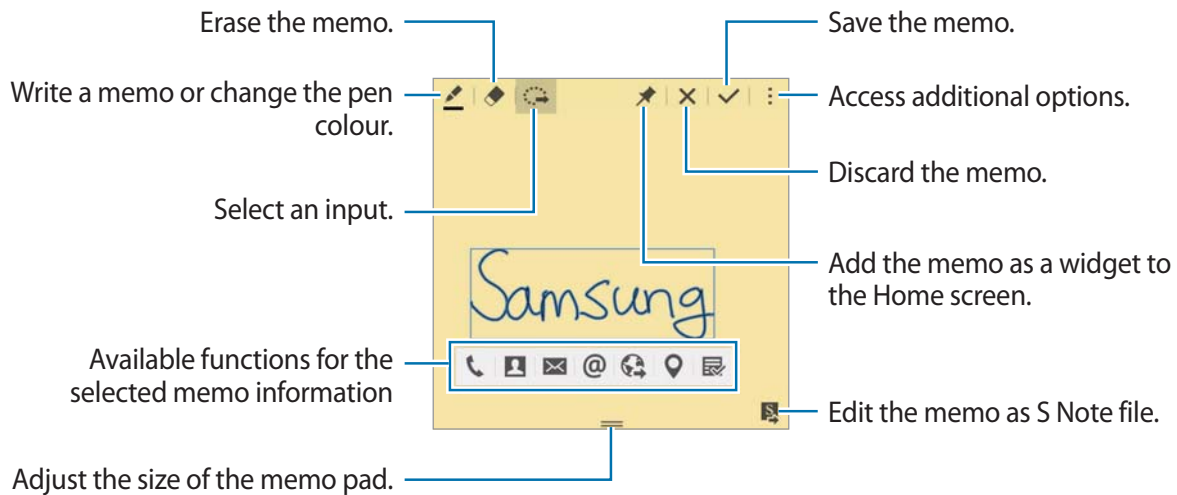 Erase the memo.
Save the memo.
Write a memo or change the pen
colour.
Access additional options.
Discard the memo.
Select an input.
Add the memo as a widget to
the Home screen.
Samsung
Available functions for the
selected memo information
@
S
Edit the memo as S Note file.
Adjust the size of the memo pad.